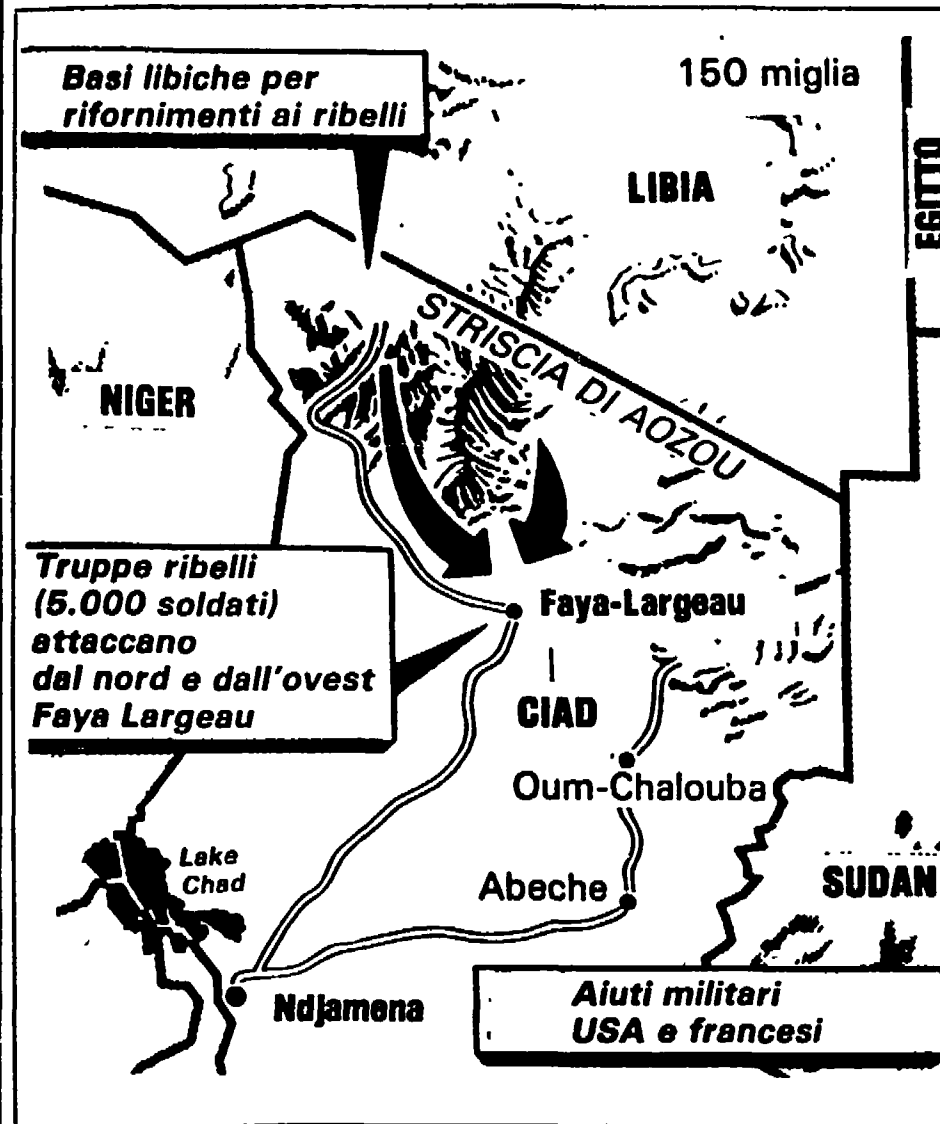 Basi libiche per
rifornimenti ai ribelli
150 miglia
LIBIA
EGITTO
STRISCIA DI AOZOU
NIGER
Truppe ribelli
(5.000 soldati)
attaccano
dal nord e dall'ovest
Faya Largeau
Faya-Largeau
CIAD
Oum-Chalouba
Lake
Chad
Abeche
SUDAN
Ndjamena
Aiuti militari
USA e francesi